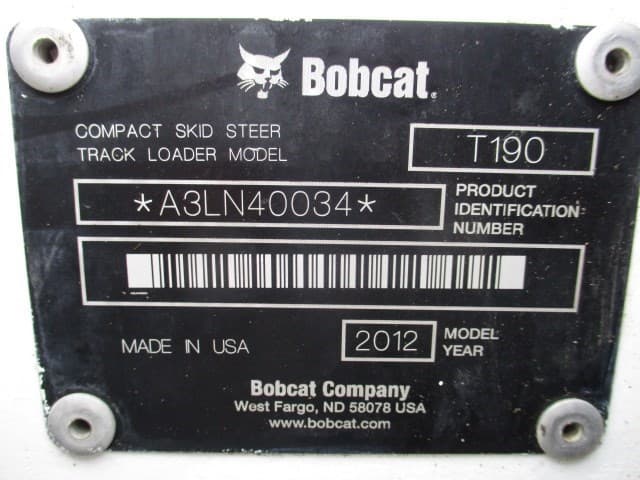 Bobcat®
COMPACT SKID STEER
TRACK LOADER MODEL
T190
*A3LN40034*
PRODUCT
IDENTIFICATION
NUMBER
MADE IN USA
2012
MODEL
YEAR
Bobcat Company
West Fargo, ND 58078 USA
www.bobcat.com